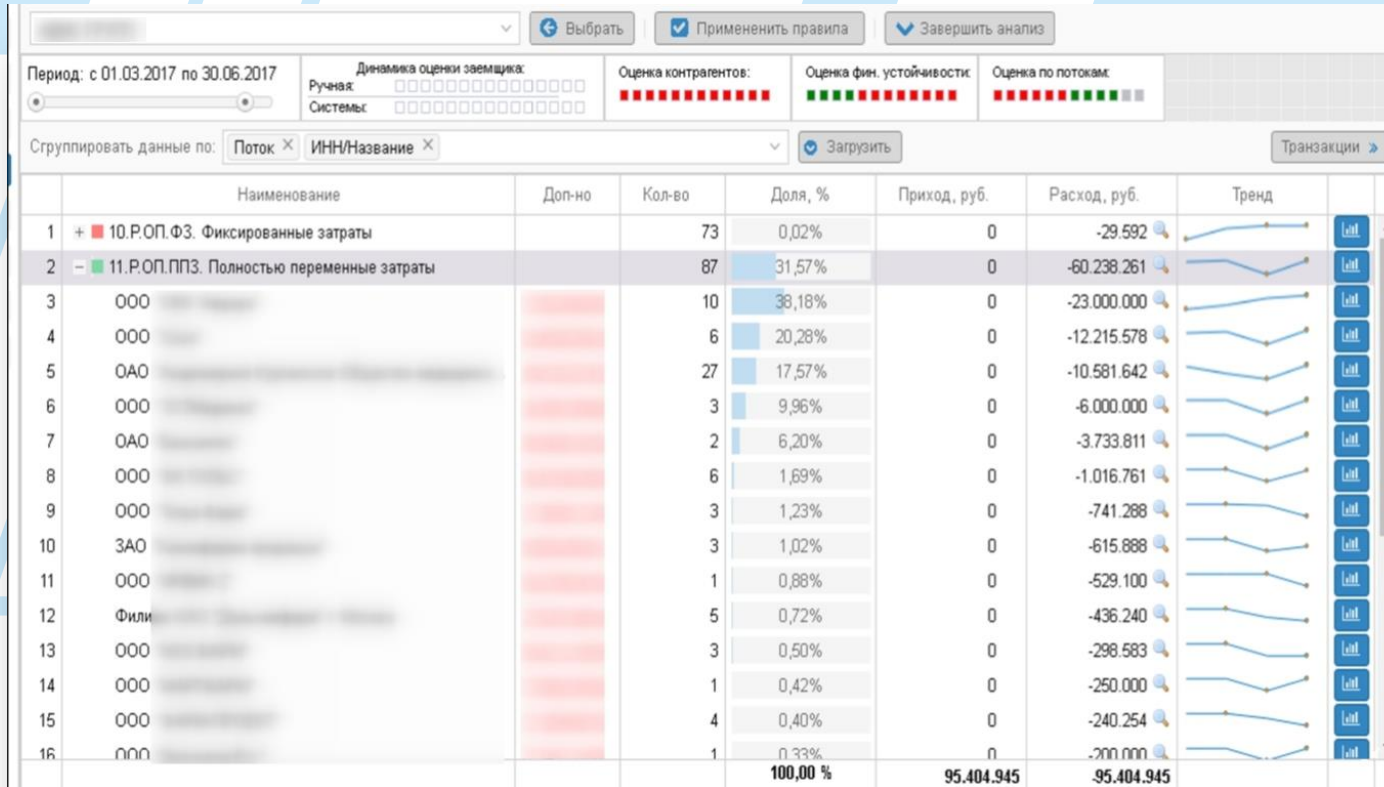 Выбрать Примененить правила Завершить анализ
Период: с 01.03.2017 по 30.06.2017
Динамика оценки заемщика:
Ручная:
Системы:
Оценка контрагентов:
Оценка фин. устойчивости:
Оценка по потокам:
Сгруппировать данные по: Поток ИНН/Название Загрузить Транзакции »
Наименование Доп-но Кол-во Доля, % Приход, руб. Расход, руб. Тренд
1 + 10.Р.ОП.ФЗ. Фиксированные затраты 73 0,02% 0 -29.592
2 − 11.Р.ОП.ППЗ. Полностью переменные затраты 87 31,57% 0 -60.238.261
3 ООО 10 38,18% 0 -23.000.000
4 ООО 6 20,28% 0 -12.215.578
5 ОАО 27 17,57% 0 -10.581.642
6 ООО 3 9,96% 0 -6.000.000
7 ОАО 2 6,20% 0 -3.733.811
8 ООО 6 1,69% 0 -1.016.761
9 ООО 3 1,23% 0 -741.288
10 ЗАО 3 1,02% 0 -615.888
11 ООО 1 0,88% 0 -529.100
12 5 0,72% 0 -436.240
13 ООО 3 0,50% 0 -298.583
14 ООО 1 0,42% 0 -250.000
15 ООО 4 0,40% 0 -240.254
16 ООО 1 0,33% 0 -200.000
100,00 % 95.404.945 -95.404.945